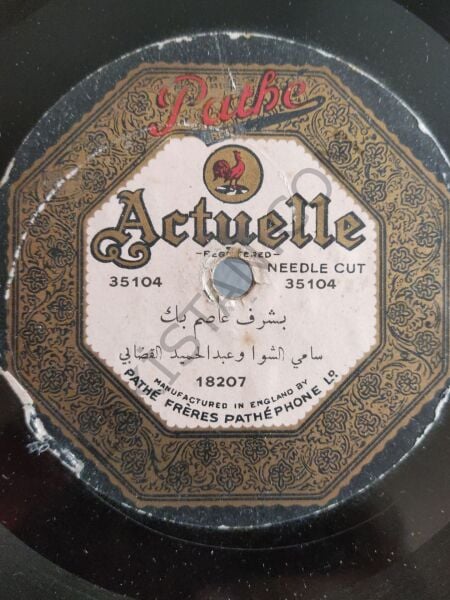 Pathe
Actuelle
REGISTERED
NEEDLE CUT
35104 35104
بشرف عاصم بك
سامي الشوا وعبدالحميد القضابي
18207
MANUFACTURED IN ENGLAND BY
PATHÉ FRÈRES PATHÉPHONE LD.